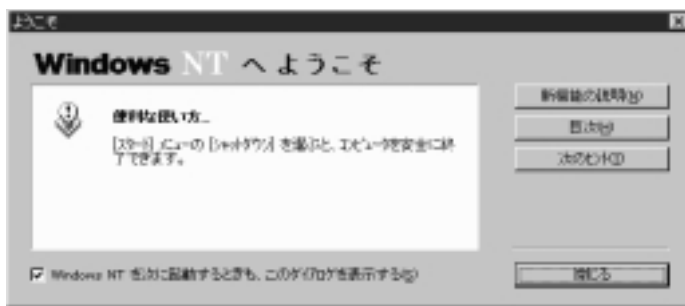 ようこそ
Windows NT へようこそ
便利な使い方...
[スタート] メニューの [シャットダウン] を選ぶと、コンピュータを安全に終
了できます。
新機能の説明(N)
目次(H)
次のヒント(T)
Windows NT を次に起動するときも、このダイアログを表示する(S)
閉じる